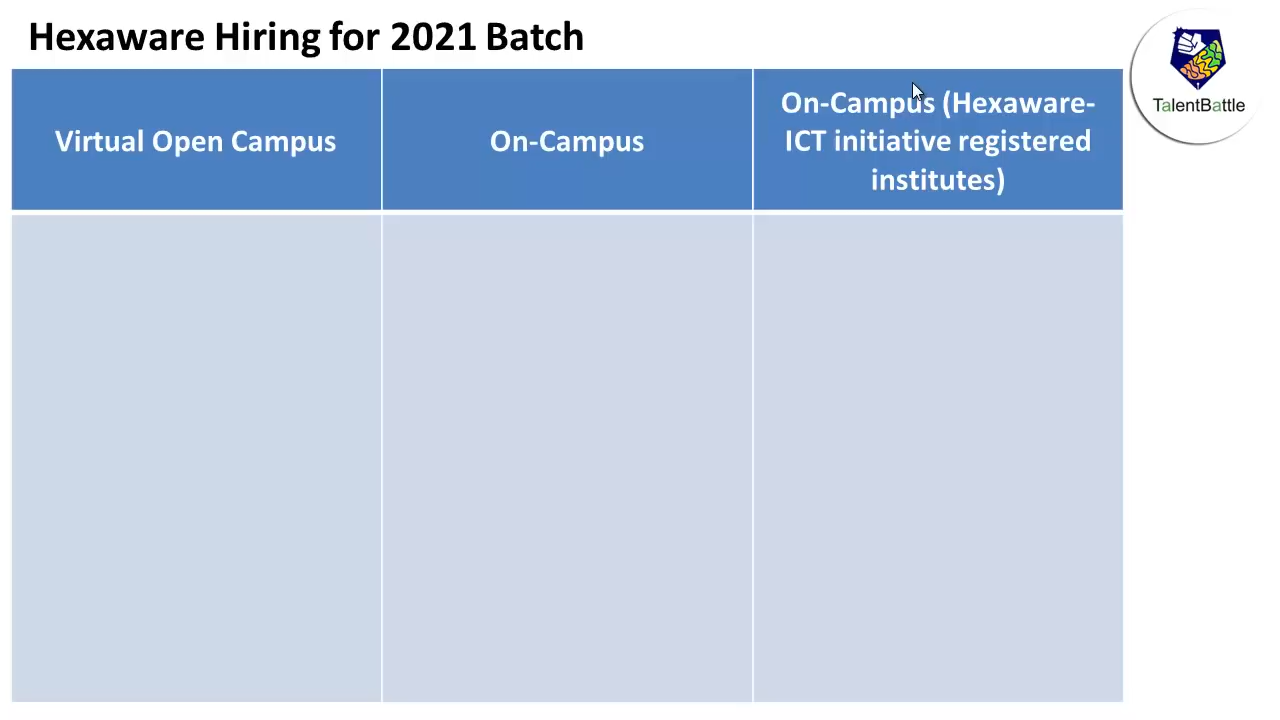 Hexaware Hiring for 2021 Batch
Virtual Open Campus
On-Campus
On-Campus (Hexaware-
ICT initiative registered
institutes)
TalentBattle